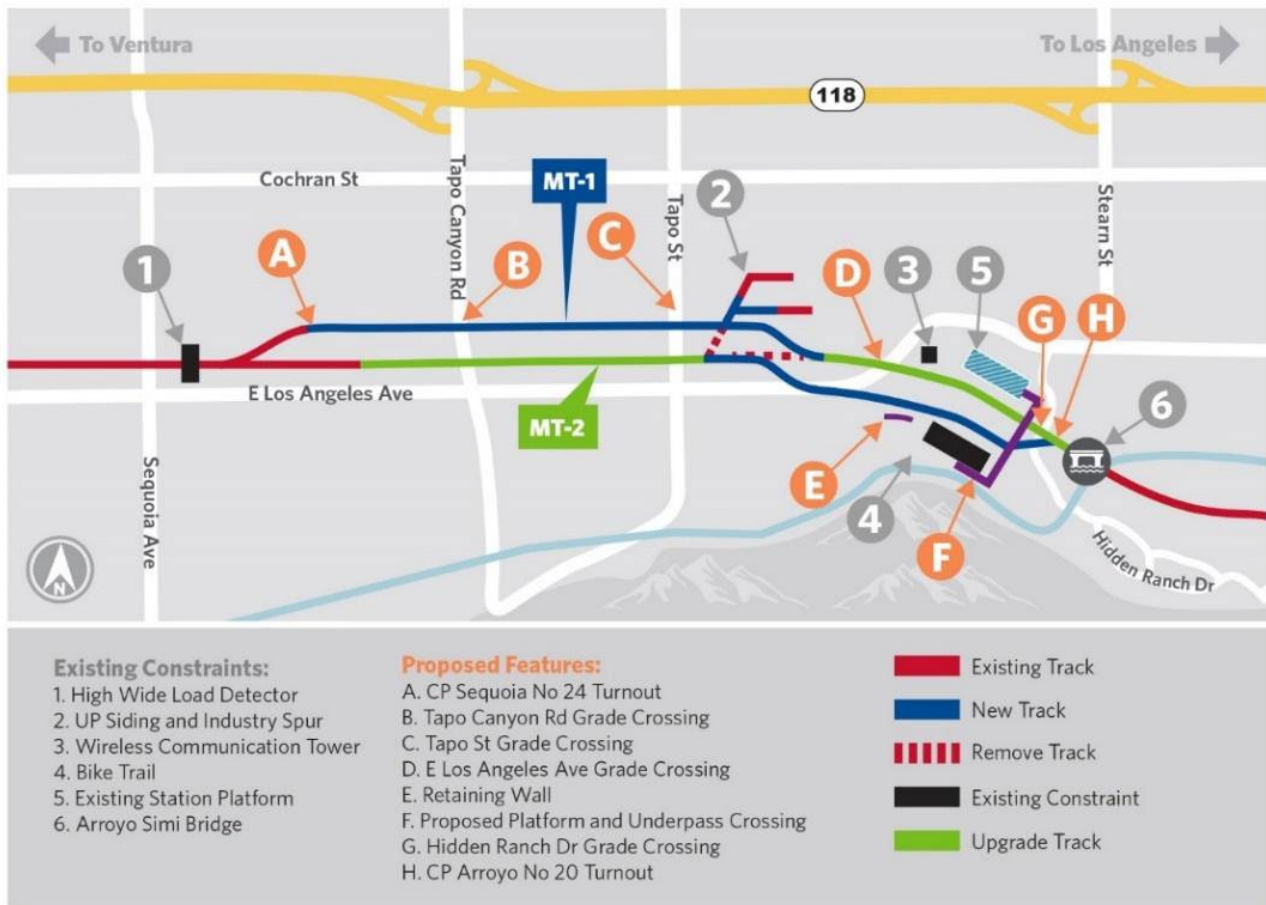 To Ventura
To Los Angeles
118
Cochran St
Tapo Canyon Rd
MT-1
Tapo St
2
Stearn St
1
A
B
C
D
3
5
G
H
E Los Angeles Ave
MT-2
6
Sequoia Ave
E
4
F
Hidden Ranch Dr
N
Existing Constraints:
1. High Wide Load Detector
2. UP Siding and Industry Spur
3. Wireless Communication Tower
4. Bike Trail
5. Existing Station Platform
6. Arroyo Simi Bridge
Proposed Features:
A. CP Sequoia No 24 Turnout
B. Tapo Canyon Rd Grade Crossing
C. Tapo St Grade Crossing
D. E Los Angeles Ave Grade Crossing
E. Retaining Wall
F. Proposed Platform and Underpass Crossing
G. Hidden Ranch Dr Grade Crossing
H. CP Arroyo No 20 Turnout
Existing Track
New Track
Remove Track
Existing Constraint
Upgrade Track